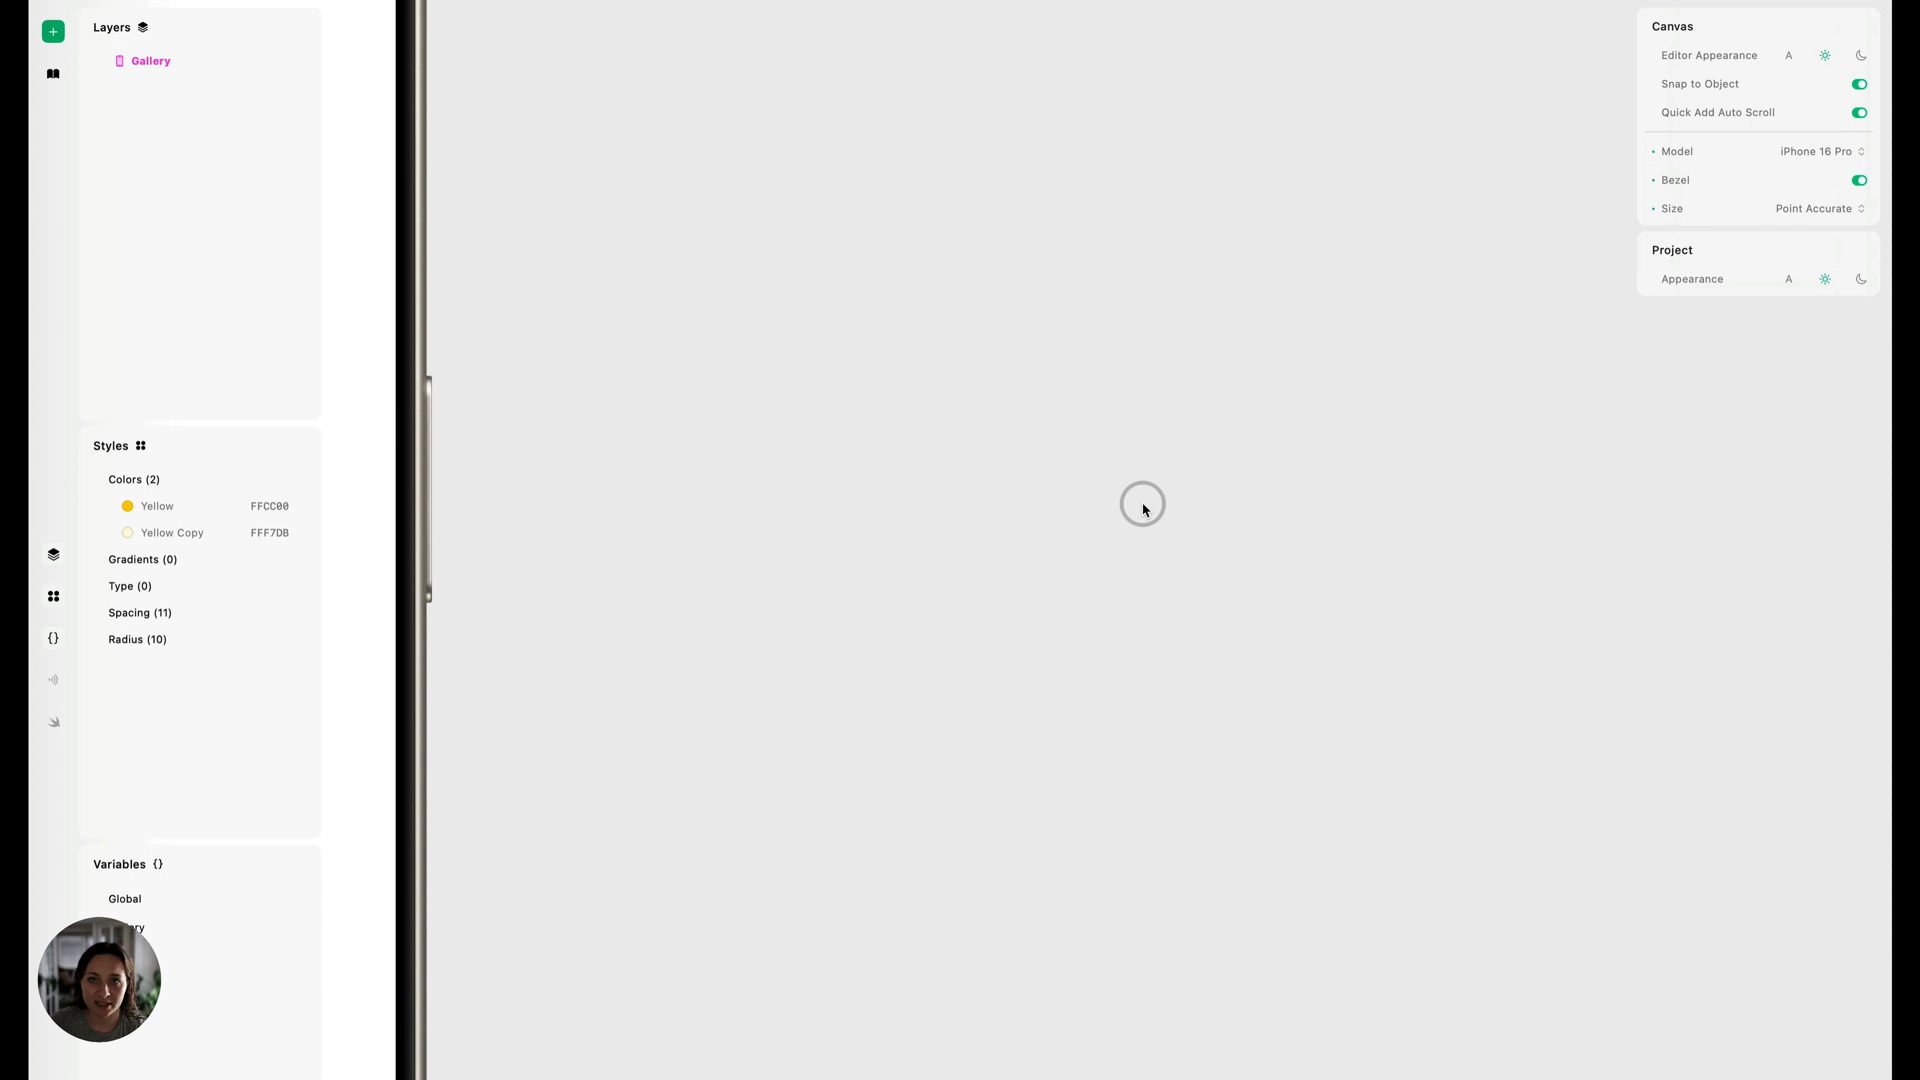 Layers
Gallery
Styles
Colors (2)
Yellow FFCC00
Yellow Copy FFF7DB
Gradients (0)
Type (0)
Spacing (11)
Radius (10)
Variables {}
Global
ry
Canvas
Editor Appearance A
Snap to Object
Quick Add Auto Scroll
Model iPhone 16 Pro
Bezel
Size Point Accurate
Project
Appearance A